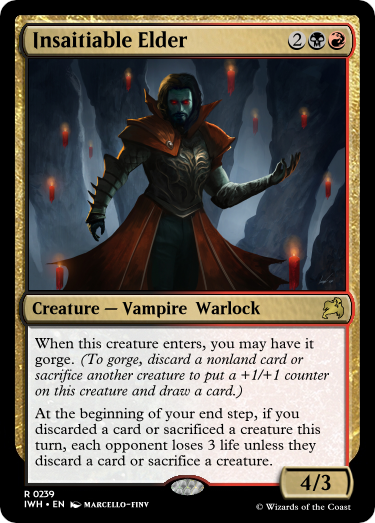 Insaitiable Elder 2
Creature — Vampire Warlock
When this creature enters, you may have it
gorge. (To gorge, discard a nonland card or
sacrifice another creature to put a +1/+1 counter
on this creature and draw a card.)
At the beginning of your end step, if you
discarded a card or sacrificed a creature this
turn, each opponent loses 3 life unless they
discard a card or sacrifice a creature.
4/3
R 0239
IWH • EN MARCELLO-FINV
© Wizards of the Coast